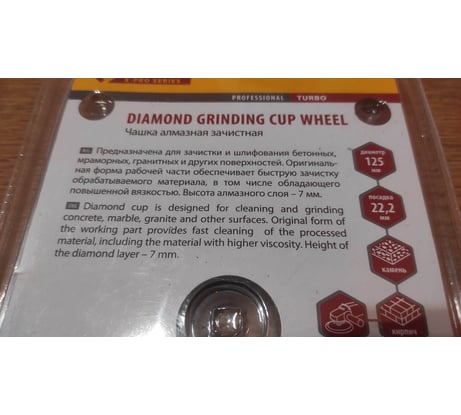 X-PRO SERIES
PROFESSIONAL TURBO
DIAMOND GRINDING CUP WHEEL
Чашка алмазная зачистная
Предназначена для зачистки и шлифования бетонных,
мраморных, гранитных и других поверхностей. Оригиналь-
ная форма рабочей части обеспечивает быструю зачистку
обрабатываемого материала, в том числе обладающего
повышенной вязкостью. Высота алмазного слоя – 7 мм.
Diamond cup is designed for cleaning and grinding
concrete, marble, granite and other surfaces. Original form of
the working part provides fast cleaning of the processed
material, including the material with higher viscosity. Height of
the diamond layer – 7 mm.
диаметр
125
мм
посадка
22,2
мм
камень
кирпич